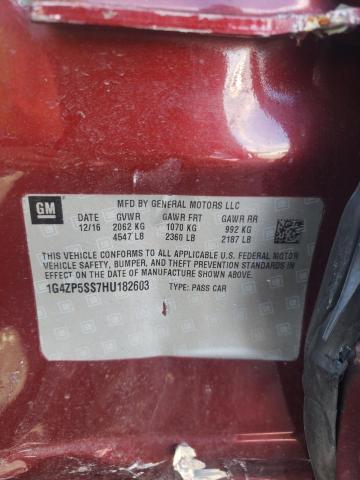 GM
MFD BY GENERAL MOTORS LLC
DATE GVWR GAWR FRT GAWR RR
12/16 2062 KG 1070 KG 992 KG
4547 LB 2360 LB 2187 LB
THIS VEHICLE CONFORMS TO ALL APPLICABLE U.S. FEDERAL MOTOR
VEHICLE SAFETY, BUMPER, AND THEFT PREVENTION STANDARDS IN
EFFECT ON THE DATE OF MANUFACTURE SHOWN ABOVE.
1G4ZP5SS7HU182603 TYPE: PASS CAR